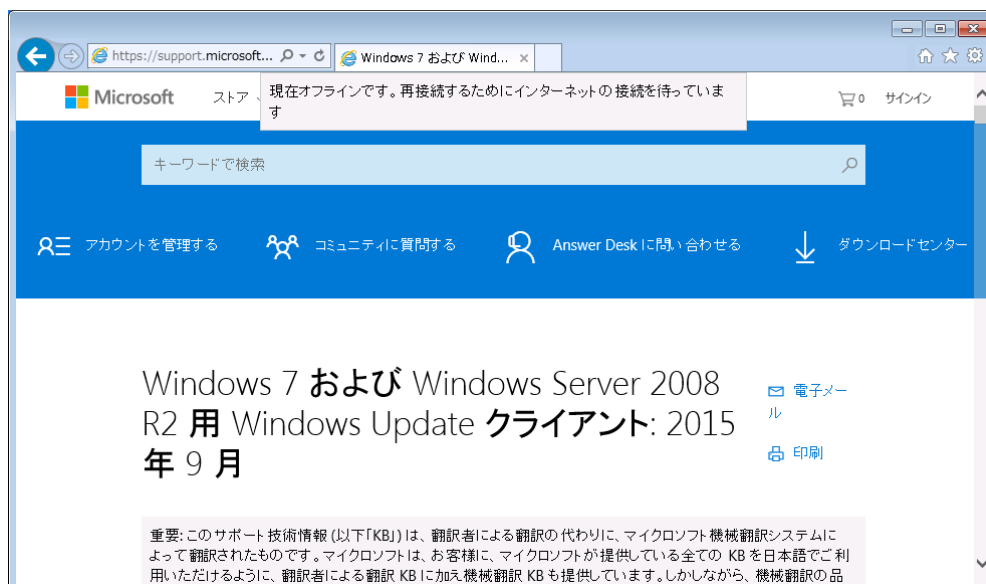 https://support.microsoft...
Windows 7 および Wind...
Microsoft
ストア
現在オフラインです。再接続するためにインターネットの接続を待っていま
す
0
サインイン
キーワードで検索
アカウントを管理する
コミュニティに質問する
Answer Desk に問い合わせる
ダウンロードセンター
Windows 7 および Windows Server 2008
R2 用 Windows Update クライアント: 2015
年 9 月
電子メー
ル
印刷
重要: このサポート技術情報 (以下「KB」) は、翻訳者による翻訳の代わりに、マイクロソフト機械翻訳システムに
よって翻訳されたものです。マイクロソフトは、お客様に、マイクロソフトが提供している全ての KB を日本語でご利
用いただけるように、翻訳者による翻訳 KB に加え機械翻訳 KB も提供しています。しかしながら、機械翻訳の品